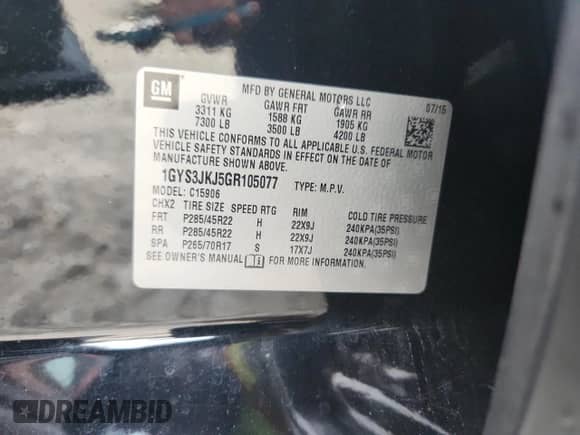 GM
MFD BY GENERAL MOTORS LLC
07/15
GVWR GAWR FRT GAWR RR
3311 KG 1588 KG 1905 KG
7300 LB 3500 LB 4200 LB
THIS VEHICLE CONFORMS TO ALL APPLICABLE U.S. FEDERAL MOTOR
VEHICLE SAFETY STANDARDS IN EFFECT ON THE DATE OF
MANUFACTURE SHOWN ABOVE.
1GYS3JKJ5GR105077 TYPE: M.P.V.
MODEL: C15906
CHX2 TIRE SIZE SPEED RTG RIM COLD TIRE PRESSURE
FRT P285/45R22 H 22X9J 240KPA(35PSI)
RR P285/45R22 H 22X9J 240KPA(35PSI)
SPA P265/70R17 S 17X7J 240KPA(35PSI)
SEE OWNER'S MANUAL FOR MORE INFORMATION.
DREAMBID